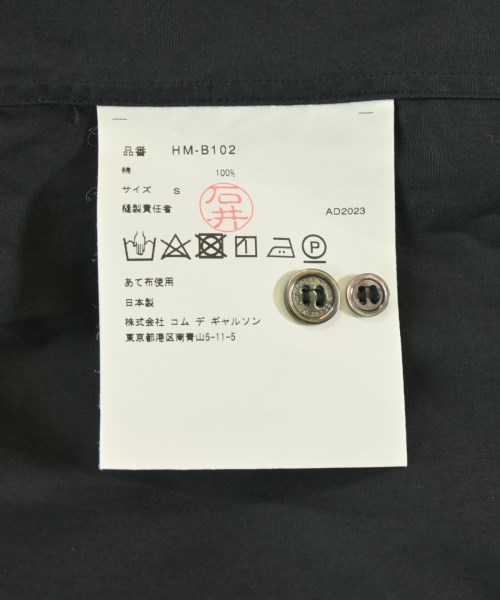 品番 HM-B102
綿 100%
サイズ S
縫製責任者 石井 AD2023
P
あて布使用
日本製
株式会社 コム デ ギャルソン
東京都港区南青山5-11-5